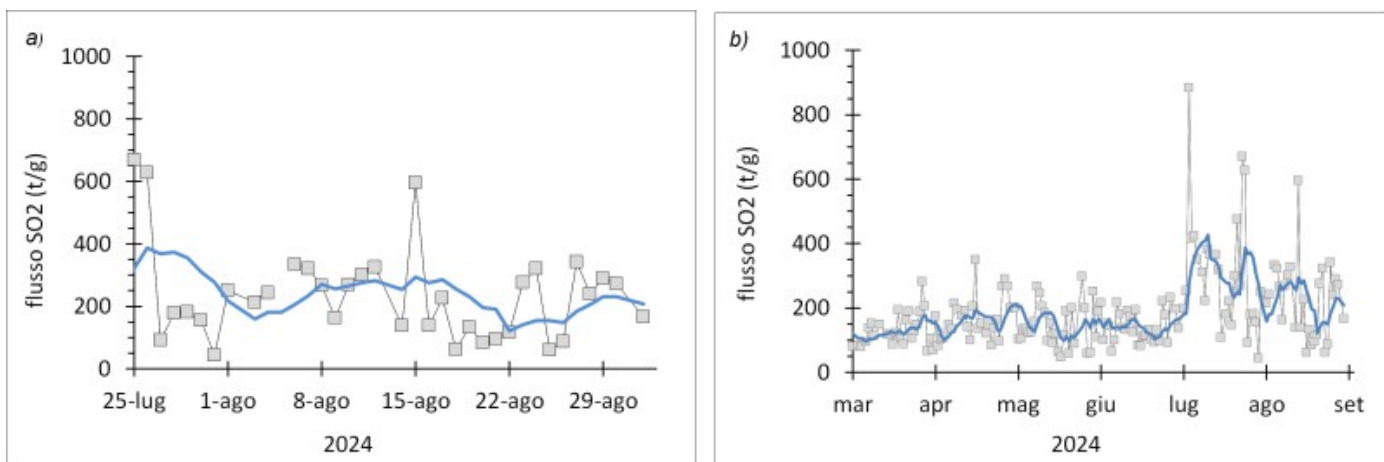 a)
flusso SO2 (t/g)
1000
800
600
400
200
0
25-lug 1-ago 8-ago 15-ago 22-ago 29-ago
2024
b)
flusso SO2 (t/g)
1000
800
600
400
200
0
mar apr mag giu lug ago set
2024